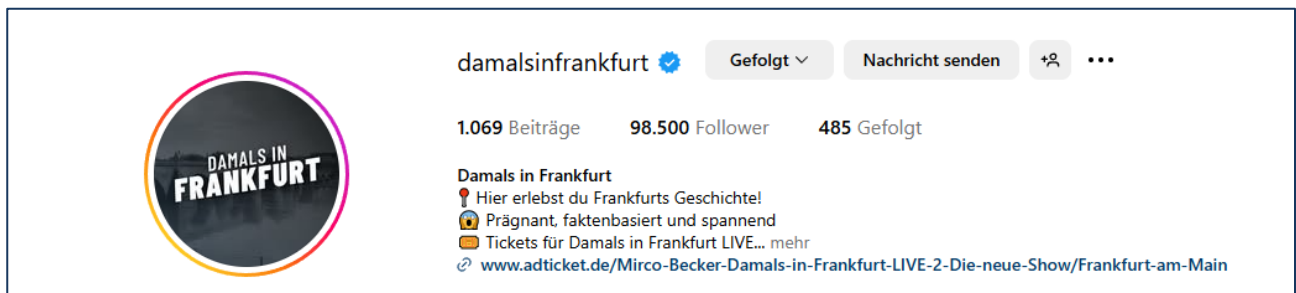 damalsinfrankfurt
Gefolgt
Nachricht senden
1.069 Beiträge 98.500 Follower 485 Gefolgt
DAMALS IN
FRANKFURT
Damals in Frankfurt
📍 Hier erlebst du Frankfurts Geschichte!
😱 Prägnant, faktenbasiert und spannend
🎫 Tickets für Damals in Frankfurt LIVE... mehr
www.adticket.de/Mirco-Becker-Damals-in-Frankfurt-LIVE-2-Die-neue-Show/Frankfurt-am-Main